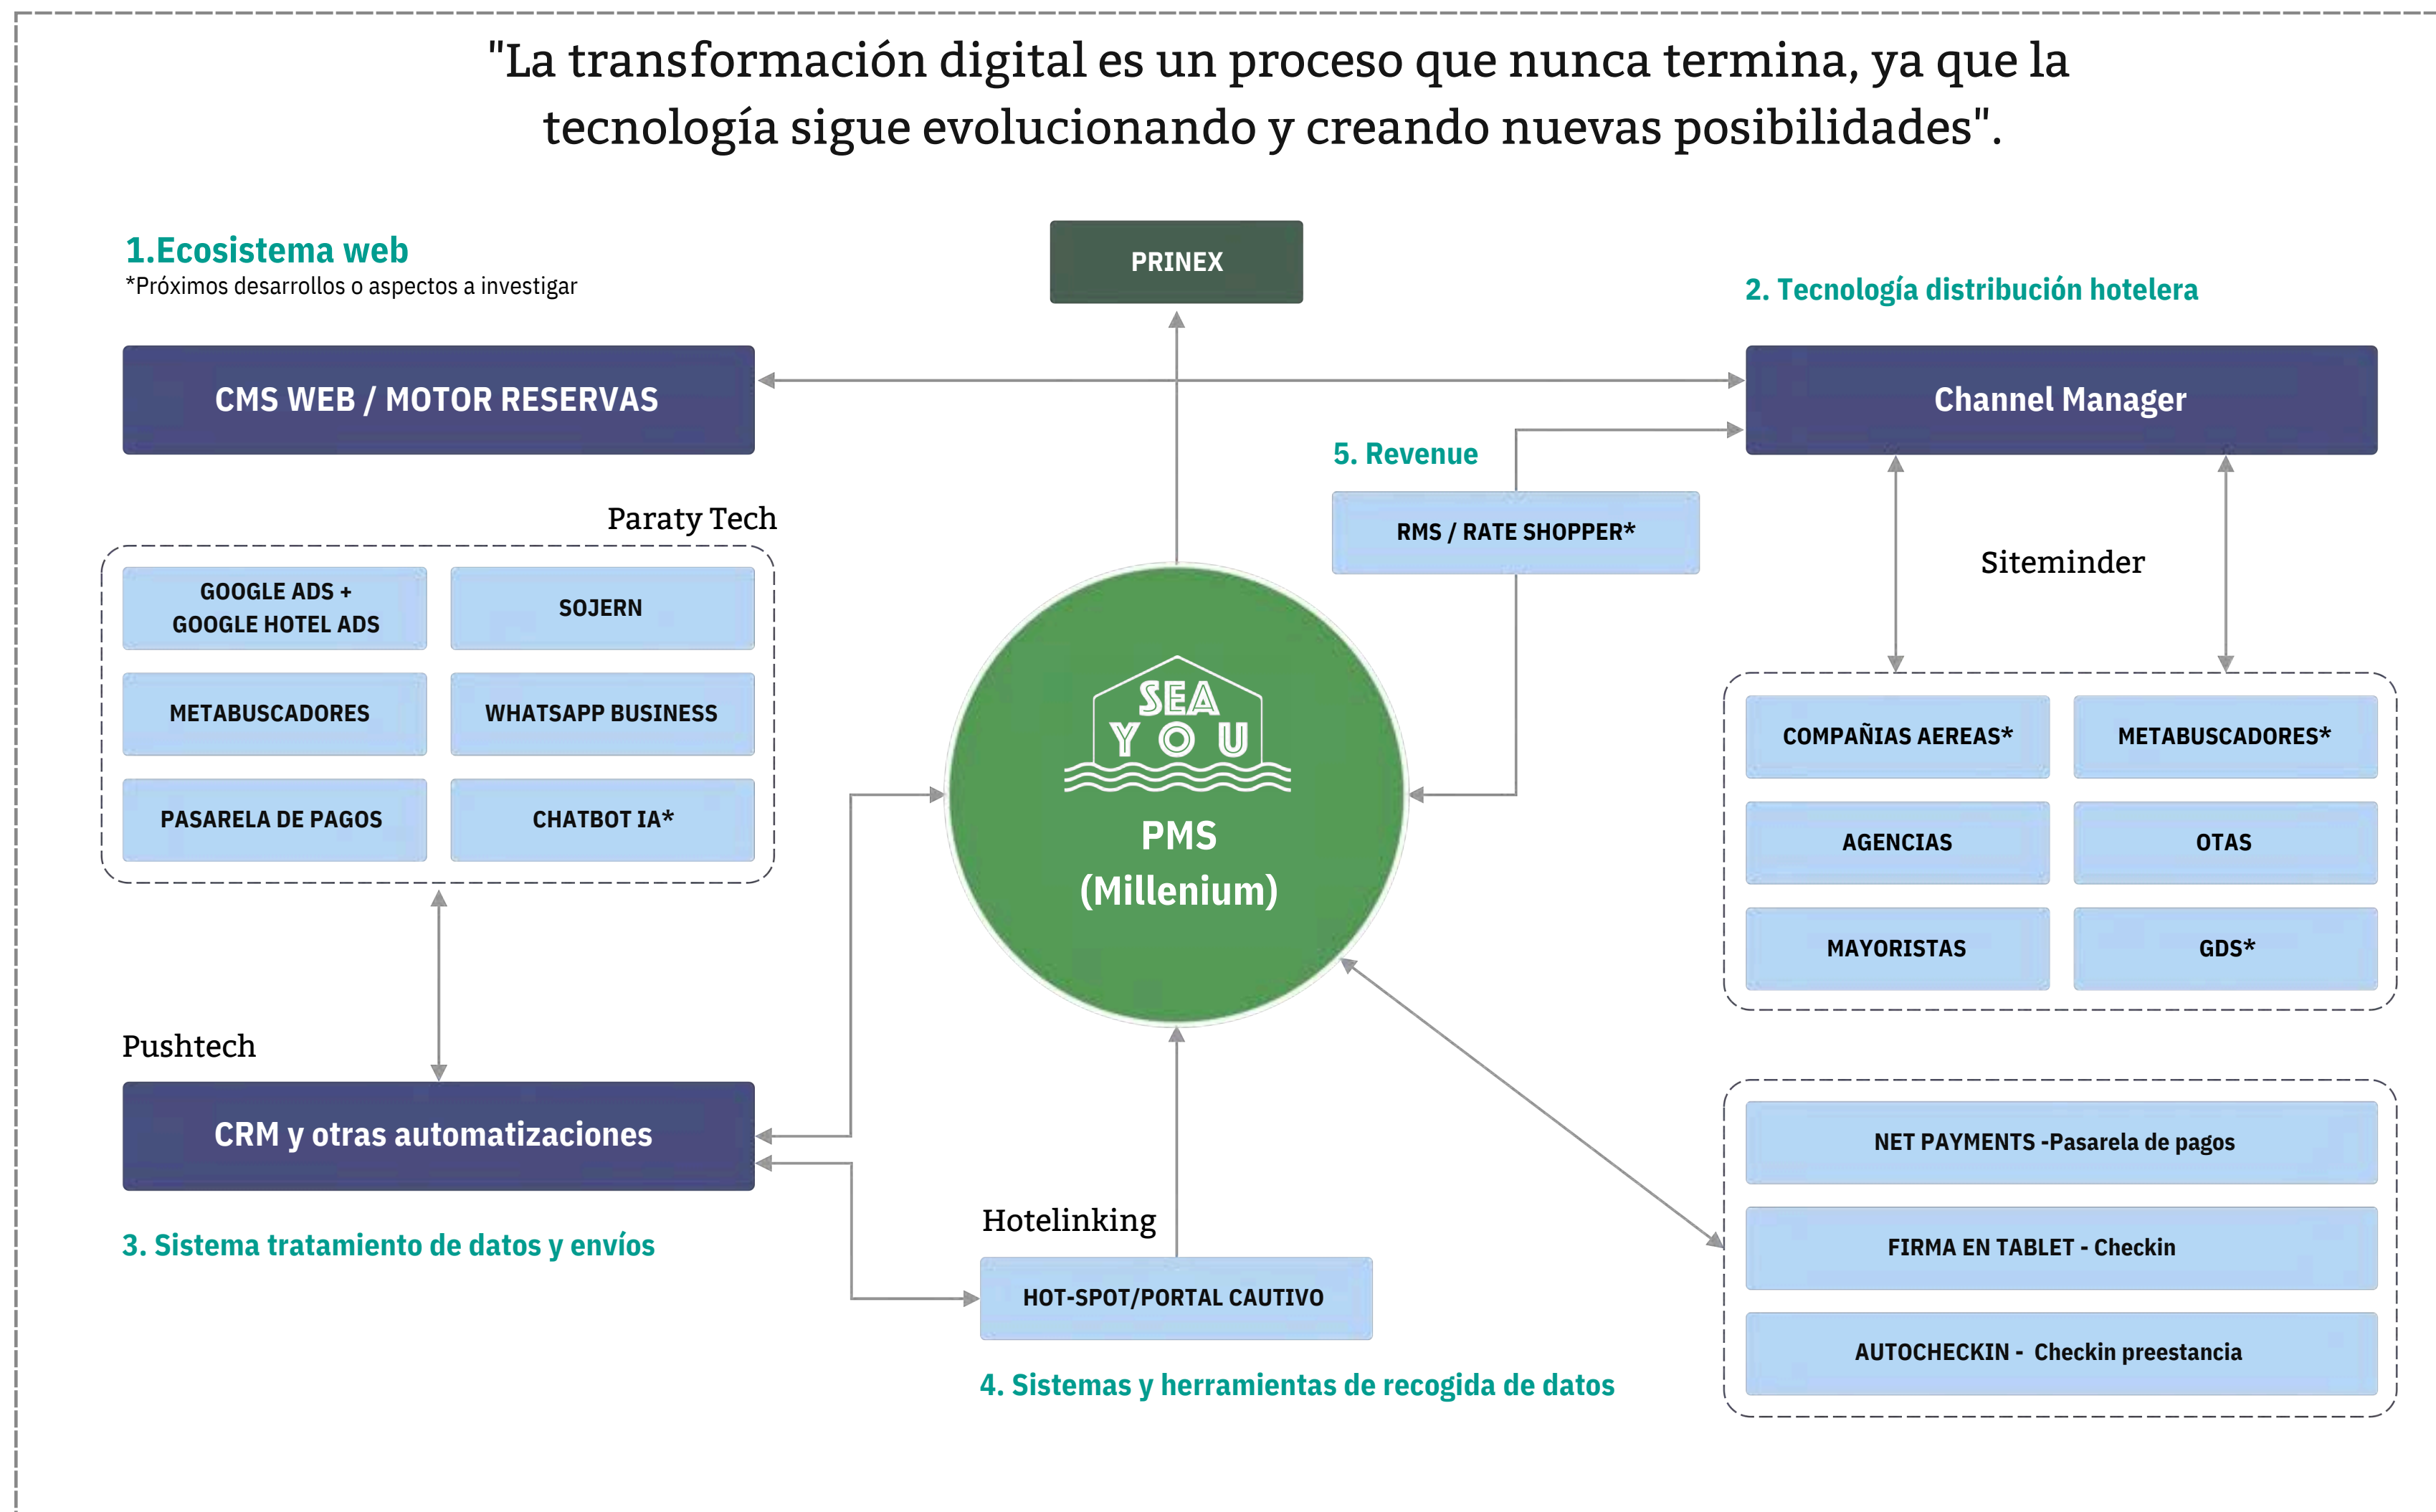 "La transformación digital es un proceso que nunca termina, ya que la
tecnología sigue evolucionando y creando nuevas posibilidades".
1.Ecosistema web
*Próximos desarrollos o aspectos a investigar
PRINEX
2. Tecnología distribución hotelera
CMS WEB / MOTOR RESERVAS
Channel Manager
5. Revenue
RMS / RATE SHOPPER*
Paraty Tech
GOOGLE ADS +
GOOGLE HOTEL ADS
SOJERN
METABUSCADORES
WHATSAPP BUSINESS
PASARELA DE PAGOS
CHATBOT IA*
Siteminder
SEA
YOU
PMS
(Millenium)
COMPAÑIAS AEREAS*
METABUSCADORES*
AGENCIAS
OTAS
MAYORISTAS
GDS*
Pushtech
CRM y otras automatizaciones
3. Sistema tratamiento de datos y envíos
Hotelinking
HOT-SPOT/PORTAL CAUTIVO
4. Sistemas y herramientas de recogida de datos
NET PAYMENTS -Pasarela de pagos
FIRMA EN TABLET - Checkin
AUTOCHECKIN - Checkin preestancia